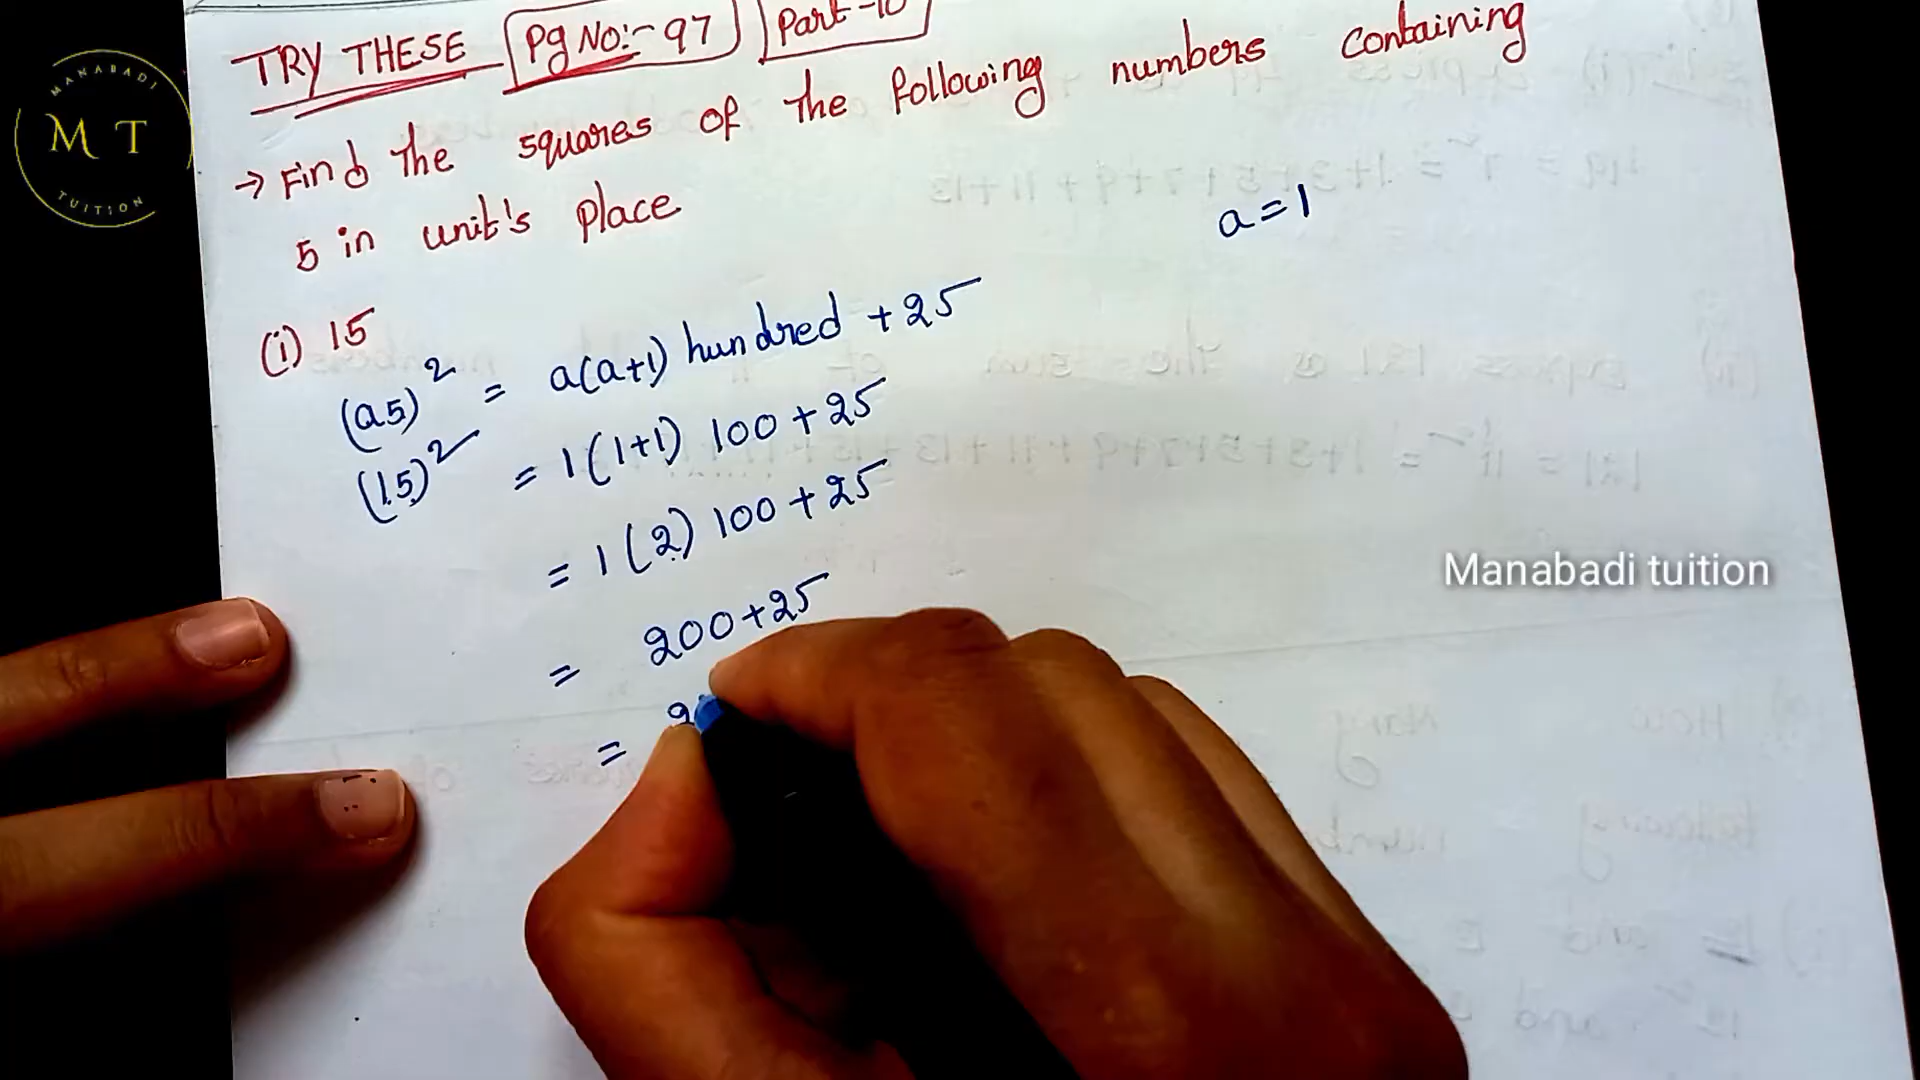 MANABADI
M T
TUITION
TRY THESE Pg No:- 97 Part-10
→ Find the squares of the following numbers containing
5 in unit's place
a=1
(i) 15
(a5)² = a(a+1) hundred + 25
(15)² = 1(1+1) 100+25
= 1(2) 100+25
= 200+25
= 2
Manabadi tuition